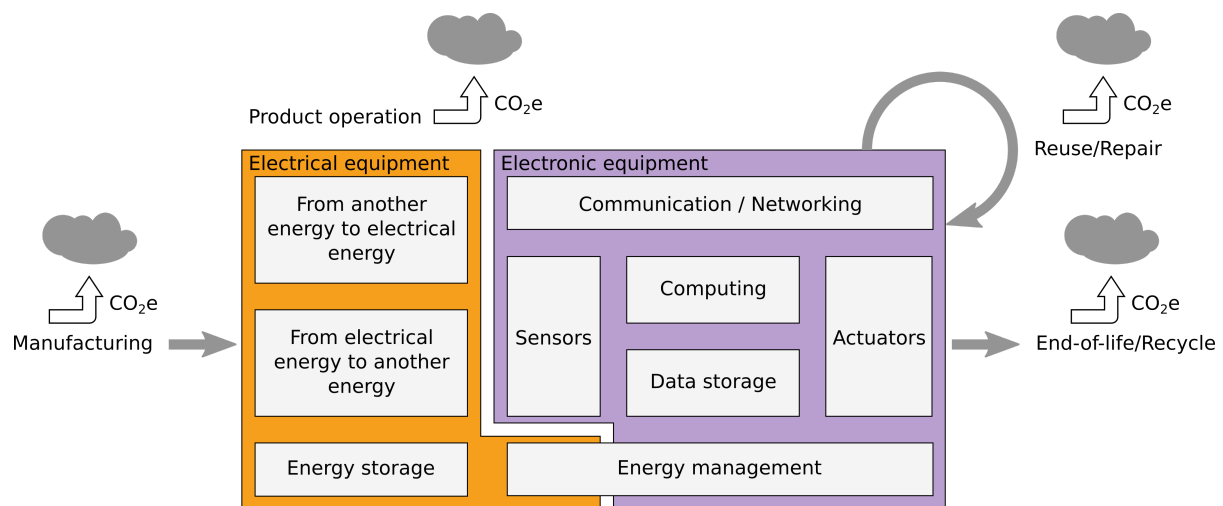 CO₂e
Product operation
CO₂e
Reuse/Repair
Electrical equipment
From another
energy to electrical
energy
From electrical
energy to another
energy
Energy storage
Electronic equipment
Communication / Networking
Sensors
Computing
Data storage
Actuators
Energy management
CO₂e
Manufacturing
CO₂e
End-of-life/Recycle